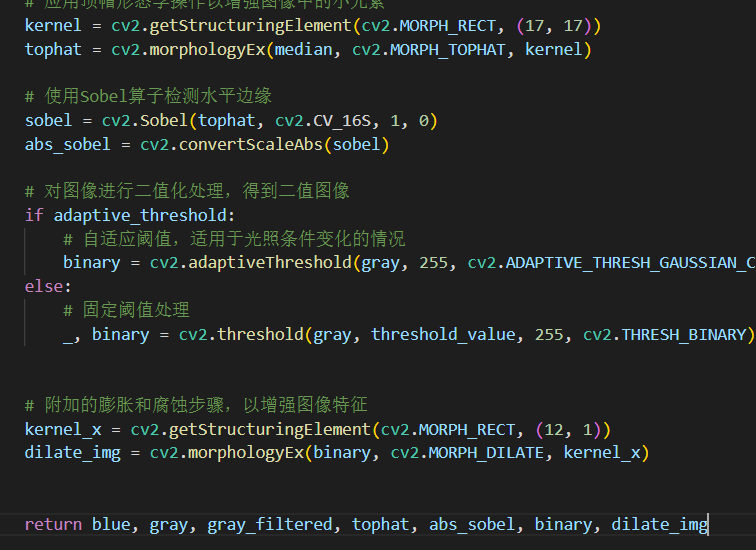 # 应用顶帽形态学操作以增强图像中的小元素
kernel = cv2.getStructuringElement(cv2.MORPH_RECT, (17, 17))
tophat = cv2.morphologyEx(median, cv2.MORPH_TOPHAT, kernel)
# 使用Sobel算子检测水平边缘
sobel = cv2.Sobel(tophat, cv2.CV_16S, 1, 0)
abs_sobel = cv2.convertScaleAbs(sobel)
# 对图像进行二值化处理，得到二值图像
if adaptive_threshold:
# 自适应阈值，适用于光照条件变化的情况
binary = cv2.adaptiveThreshold(gray, 255, cv2.ADAPTIVE_THRESH_GAUSSIAN_C
else:
# 固定阈值处理
_, binary = cv2.threshold(gray, threshold_value, 255, cv2.THRESH_BINARY)
# 附加的膨胀和腐蚀步骤，以增强图像特征
kernel_x = cv2.getStructuringElement(cv2.MORPH_RECT, (12, 1))
dilate_img = cv2.morphologyEx(binary, cv2.MORPH_DILATE, kernel_x)
return blue, gray, gray_filtered, tophat, abs_sobel, binary, dilate_img